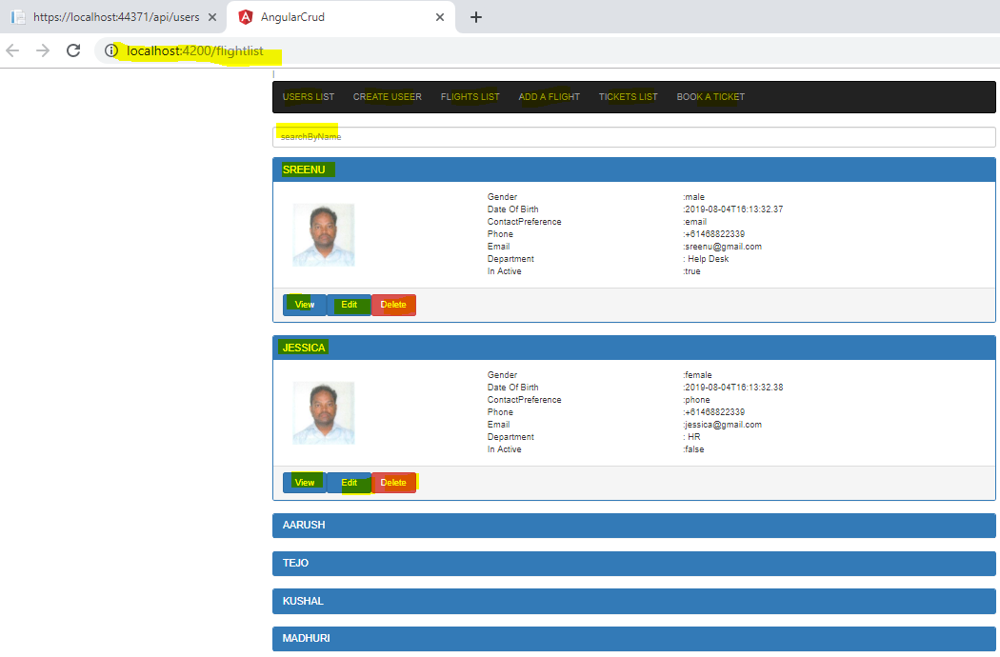 https://localhost:44371/api/users
AngularCrud
localhost:4200/flightlist
USERS LIST CREATE USEER FLIGHTS LIST ADD A FLIGHT TICKETS LIST BOOK A TICKET
searchByName
SREENU
Gender :male
Date Of Birth :2019-08-04T16:13:32.37
ContactPreference :email
Phone :+61468822339
Email :sreenu@gmail.com
Department : Help Desk
In Active :true
View Edit Delete
JESSICA
Gender :female
Date Of Birth :2019-08-04T16:13:32.38
ContactPreference :phone
Phone :+61468822339
Email :jessica@gmail.com
Department : HR
In Active :false
View Edit Delete
AARUSH
TEJO
KUSHAL
MADHURI